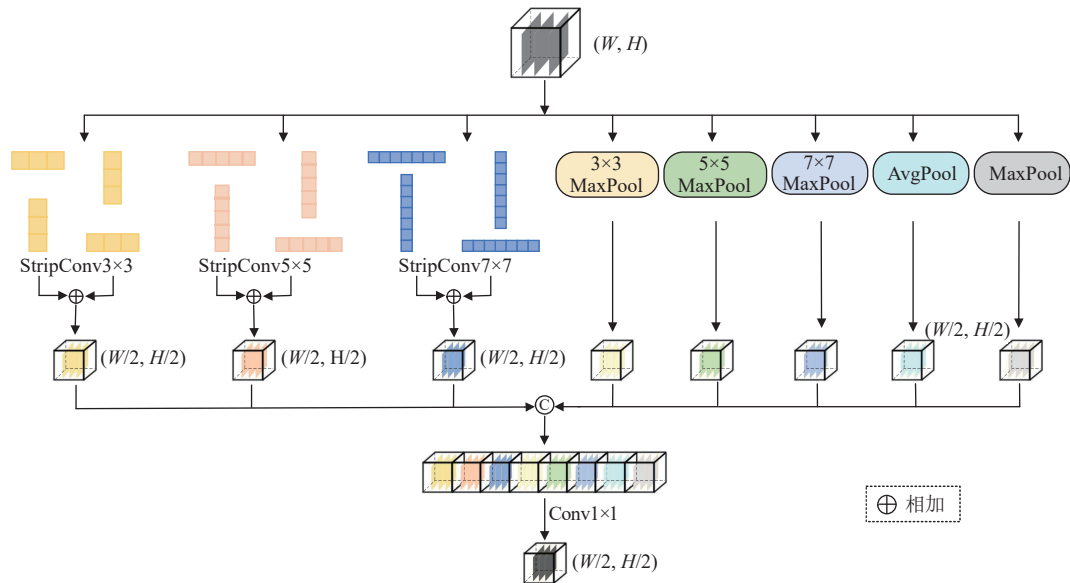 (W, H)
3×3
MaxPool
5×5
MaxPool
7×7
MaxPool
AvgPool
MaxPool
StripConv3×3
StripConv5×5
StripConv7×7
(W/2, H/2)
(W/2, H/2)
(W/2, H/2)
(W/2, H/2)
C
Conv1×1
(W/2, H/2)
⊕ 相加